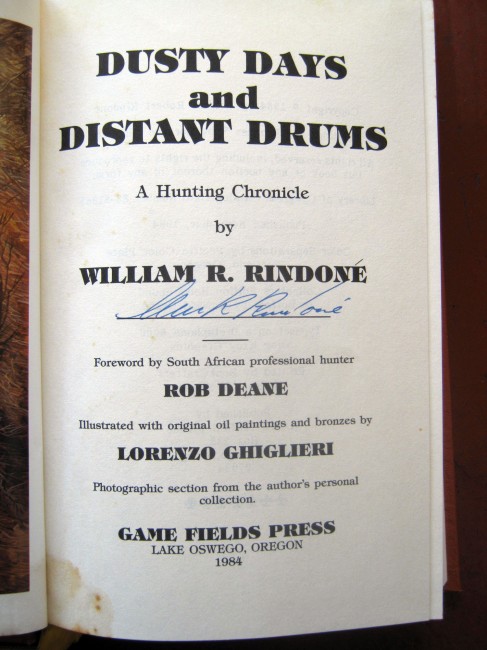 DUSTY DAYS
and
DISTANT DRUMS
A Hunting Chronicle
by
WILLIAM R. RINDONÉ
Foreword by South African professional hunter
ROB DEANE
Illustrated with original oil paintings and bronzes by
LORENZO GHIGLIERI
Photographic section from the author's personal
collection.
GAME FIELDS PRESS
LAKE OSWEGO, OREGON
1984